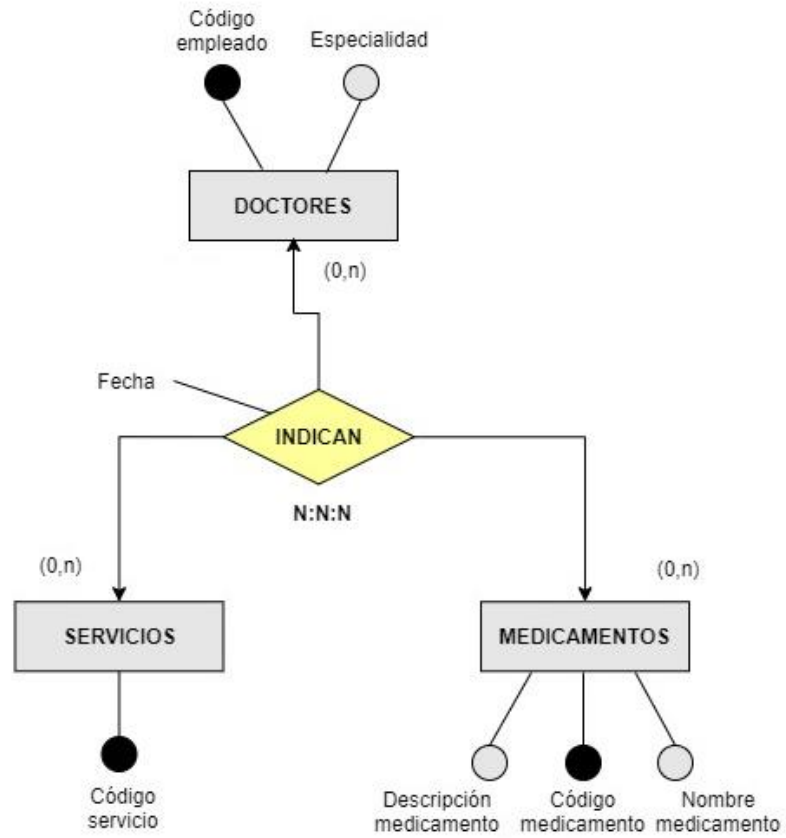 Código
empleado
Especialidad
DOCTORES
(0,n)
Fecha
INDICAN
N:N:N
(0,n)
(0,n)
SERVICIOS
MEDICAMENTOS
Código
servicio
Descripción
medicamento
Código
medicamento
Nombre
medicamento